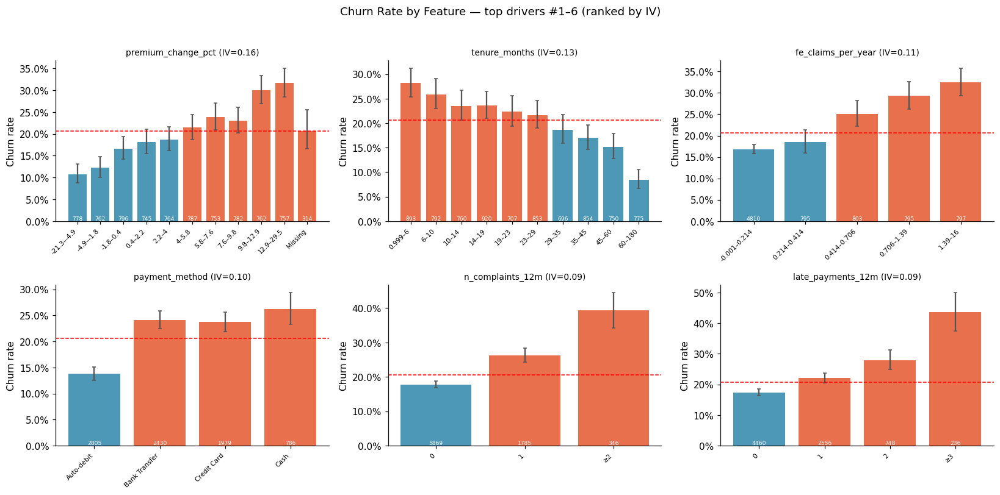 Churn Rate by Feature — top drivers #1–6 (ranked by IV)
premium_change_pct (IV=0.16)
Churn rate
35.0%
30.0%
25.0%
20.0%
15.0%
10.0%
5.0%
0.0%
778 762 796 745 764 787 753 782 762 757 314
-21.3–-4.9 -4.9–-1.8 -1.8–0.4 0.4–2.2 2.2–4 4–5.8 5.8–7.6 7.6–9.8 9.8–12.9 12.9–29.5 Missing
tenure_months (IV=0.13)
Churn rate
30.0%
25.0%
20.0%
15.0%
10.0%
5.0%
0.0%
893 792 760 920 707 853 696 854 750 775
0.999–6 6–10 10–14 14–19 19–23 23–29 29–35 35–45 45–60 60–180
fe_claims_per_year (IV=0.11)
Churn rate
35.0%
30.0%
25.0%
20.0%
15.0%
10.0%
5.0%
0.0%
4810 795 803 795 797
-0.001–0.214 0.214–0.414 0.414–0.706 0.706–1.39 1.39–16
payment_method (IV=0.10)
Churn rate
30.0%
25.0%
20.0%
15.0%
10.0%
5.0%
0.0%
2805 2430 1979 786
Auto-debit Bank Transfer Credit Card Cash
n_complaints_12m (IV=0.09)
Churn rate
40.0%
30.0%
20.0%
10.0%
0.0%
5869 1785 346
0 1 ≥2
late_payments_12m (IV=0.09)
Churn rate
50%
40%
30%
20%
10%
0%
4460 2556 748 236
0 1 2 ≥3